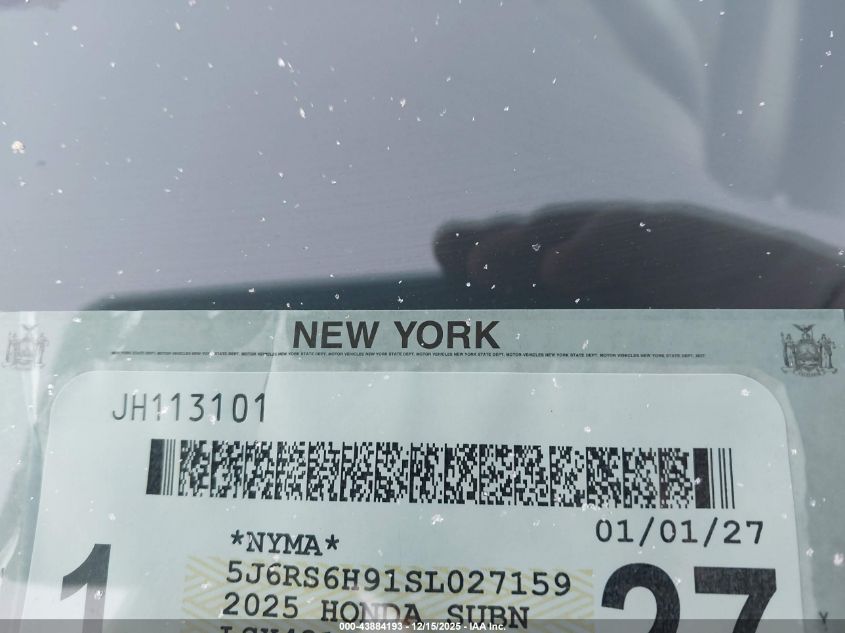 NEW YORK
JH113101
01/01/27
*NYMA*
5J6RS6H91SL027159
1
27
2025 HONDA SUBN
000-43884193 - 12/15/2025 - IAA Inc.